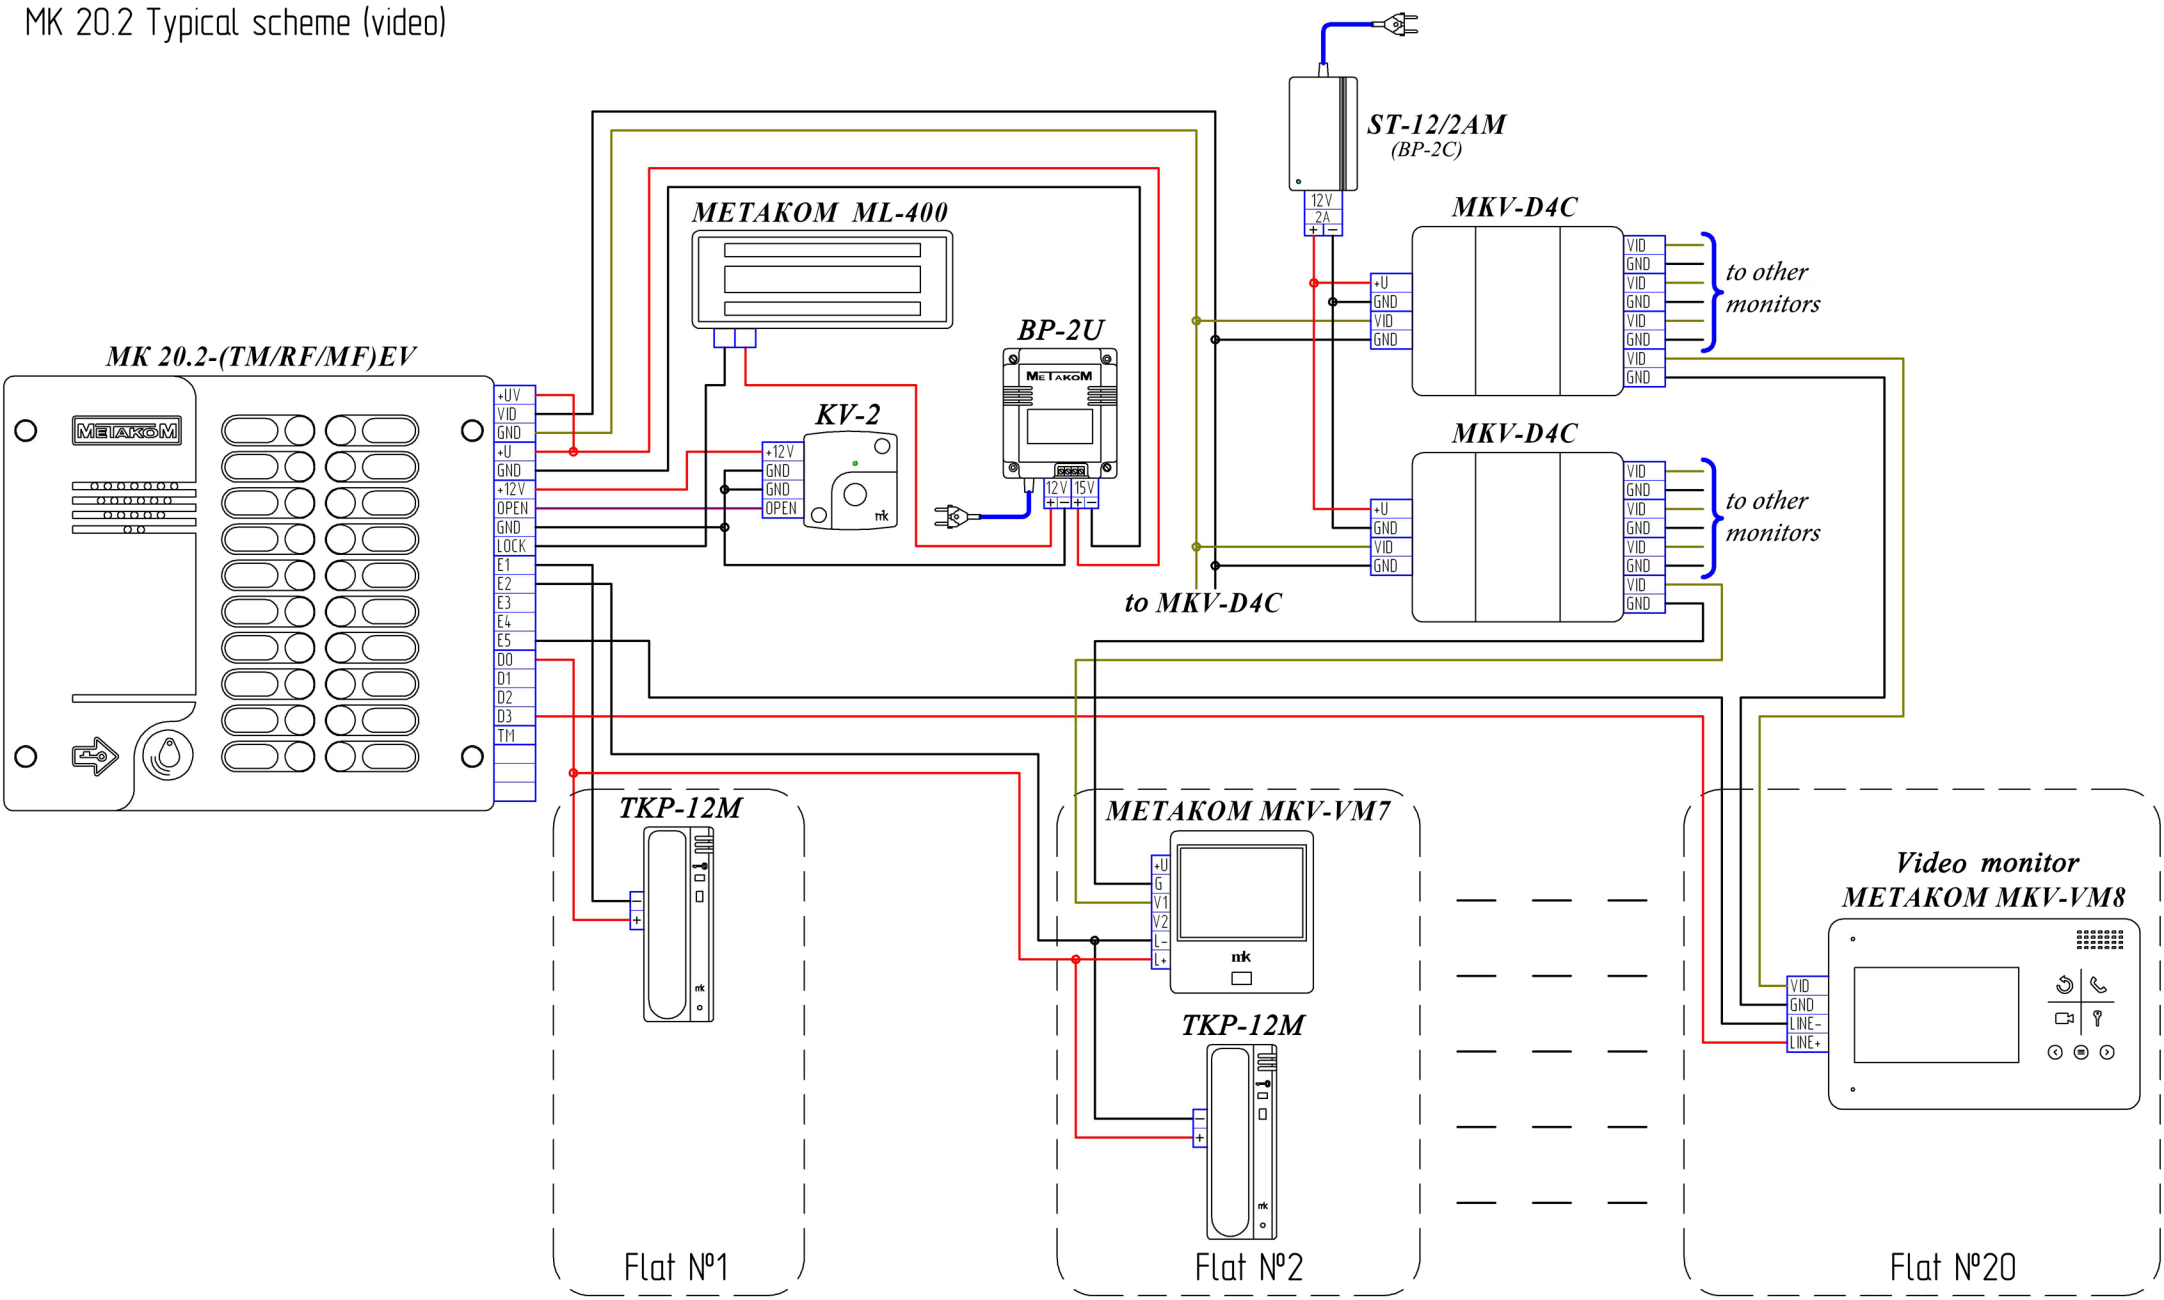 MK 20.2 Typical scheme (video)
ST-12/2AM
(BP-2C)
12V
2A
+ −
METAKOM ML-400
MKV-D4C
+U
GND
VID
GND
VID
GND
VID
GND
VID
GND
VID
GND
to other
monitors
BP-2U
METAKOM
12V 15V
+ − + −
MK 20.2-(TM/RF/MF)EV
METAKOM
+UV
VID
GND
+U
GND
+12V
OPEN
GND
LOCK
E1
E2
E3
E4
E5
D0
D1
D2
D3
TM
KV-2
+12V
GND
GND
OPEN
mk
MKV-D4C
+U
GND
VID
GND
VID
GND
VID
GND
VID
GND
VID
GND
to other
monitors
to MKV-D4C
TKP-12M
−
+
mk
Flat №1
METAKOM MKV-VM7
+U
G
V1
V2
L−
L+
mk
TKP-12M
−
+
mk
Flat №2
Video monitor
METAKOM MKV-VM8
VID
GND
LINE−
LINE+
Flat №20